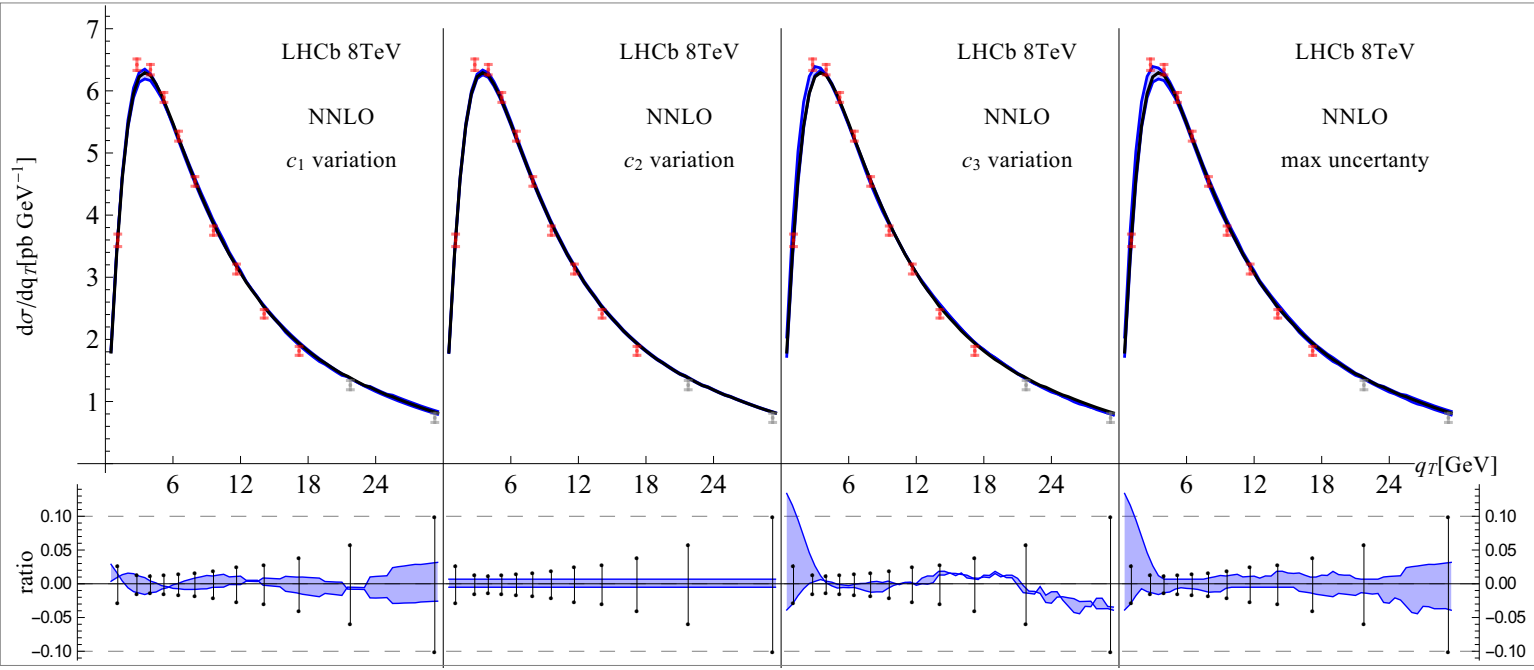 7
6
5
4
3
2
1
dσ/dqT[pb GeV⁻¹]
LHCb 8TeV
NNLO
c₁ variation
LHCb 8TeV
NNLO
c₂ variation
LHCb 8TeV
NNLO
c₃ variation
LHCb 8TeV
NNLO
max uncertanty
6 12 18 24
6 12 18 24
6 12 18 24
6 12 18 24
qT[GeV]
ratio
0.10
0.05
0.00
−0.05
−0.10
0.10
0.05
0.00
−0.05
−0.10